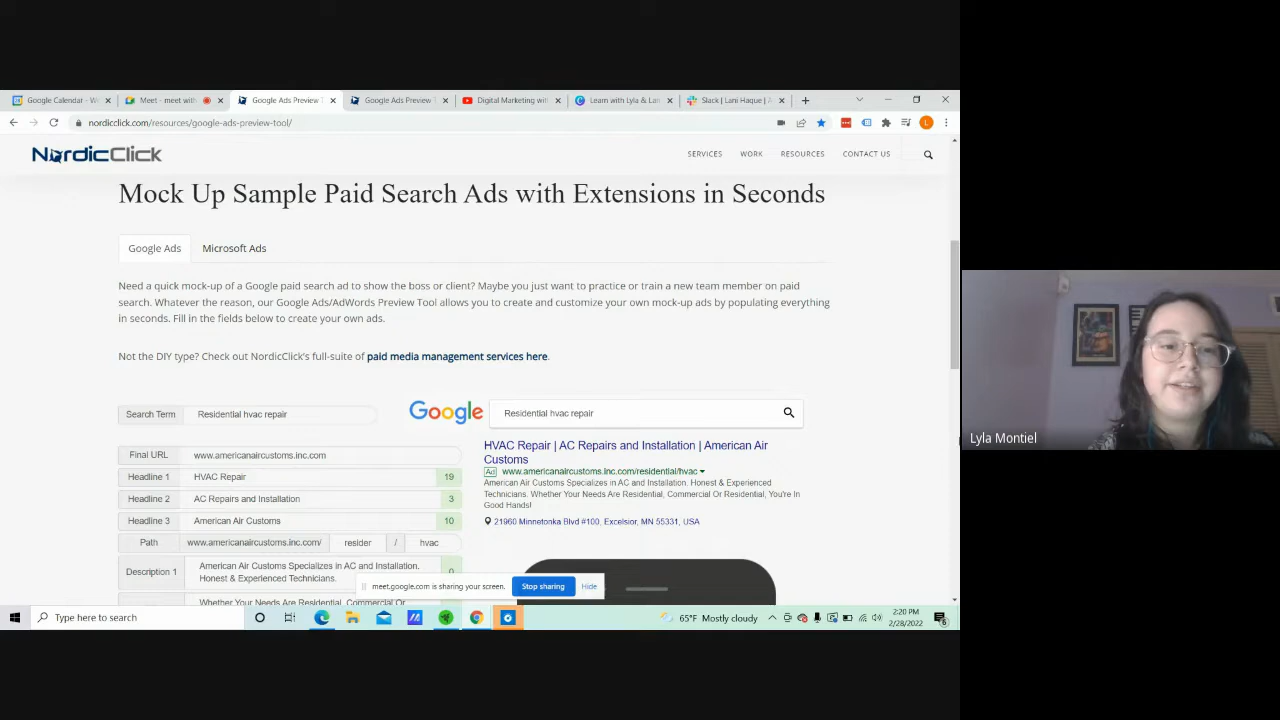 Google Calendar - W
Meet - meet with
Google Ads Preview
Google Ads Preview
Digital Marketing wit
Learn with Lyla & Lan
Slack | Lani Haque | A
nordicclick.com/resources/google-ads-preview-tool/
L
NordicClick
SERVICES
WORK
RESOURCES
CONTACT US
Mock Up Sample Paid Search Ads with Extensions in Seconds
Google Ads
Microsoft Ads
Need a quick mock-up of a Google paid search ad to show the boss or client? Maybe you just want to practice or train a new team member on paid
search. Whatever the reason, our Google Ads/AdWords Preview Tool allows you to create and customize your own mock-up ads by populating everything
in seconds. Fill in the fields below to create your own ads.
Not the DIY type? Check out NordicClick's full-suite of paid media management services here.
Search Term Residential hvac repair
Google Residential hvac repair
Final URL www.americanaircustoms.inc.com
Headline 1 HVAC Repair 19
Headline 2 AC Repairs and Installation 3
Headline 3 American Air Customs 10
Path www.americanaircustoms.inc.com/ resider / hvac
Description 1 American Air Customs Specializes in AC and Installation. 0
Honest & Experienced Technicians.
Whether Your Needs Are Residential, Commercial Or
HVAC Repair | AC Repairs and Installation | American Air
Customs
Ad www.americanaircustoms.inc.com/residential/hvac
American Air Customs Specializes in AC and Installation. Honest & Experienced
Technicians. Whether Your Needs Are Residential, Commercial Or Residential, You're In
Good Hands!
21960 Minnetonka Blvd #100, Excelsior, MN 55331, USA
meet.google.com is sharing your screen.
Stop sharing
Hide
Type here to search
65°F Mostly cloudy
2:20 PM
2/28/2022
6
Lyla Montiel